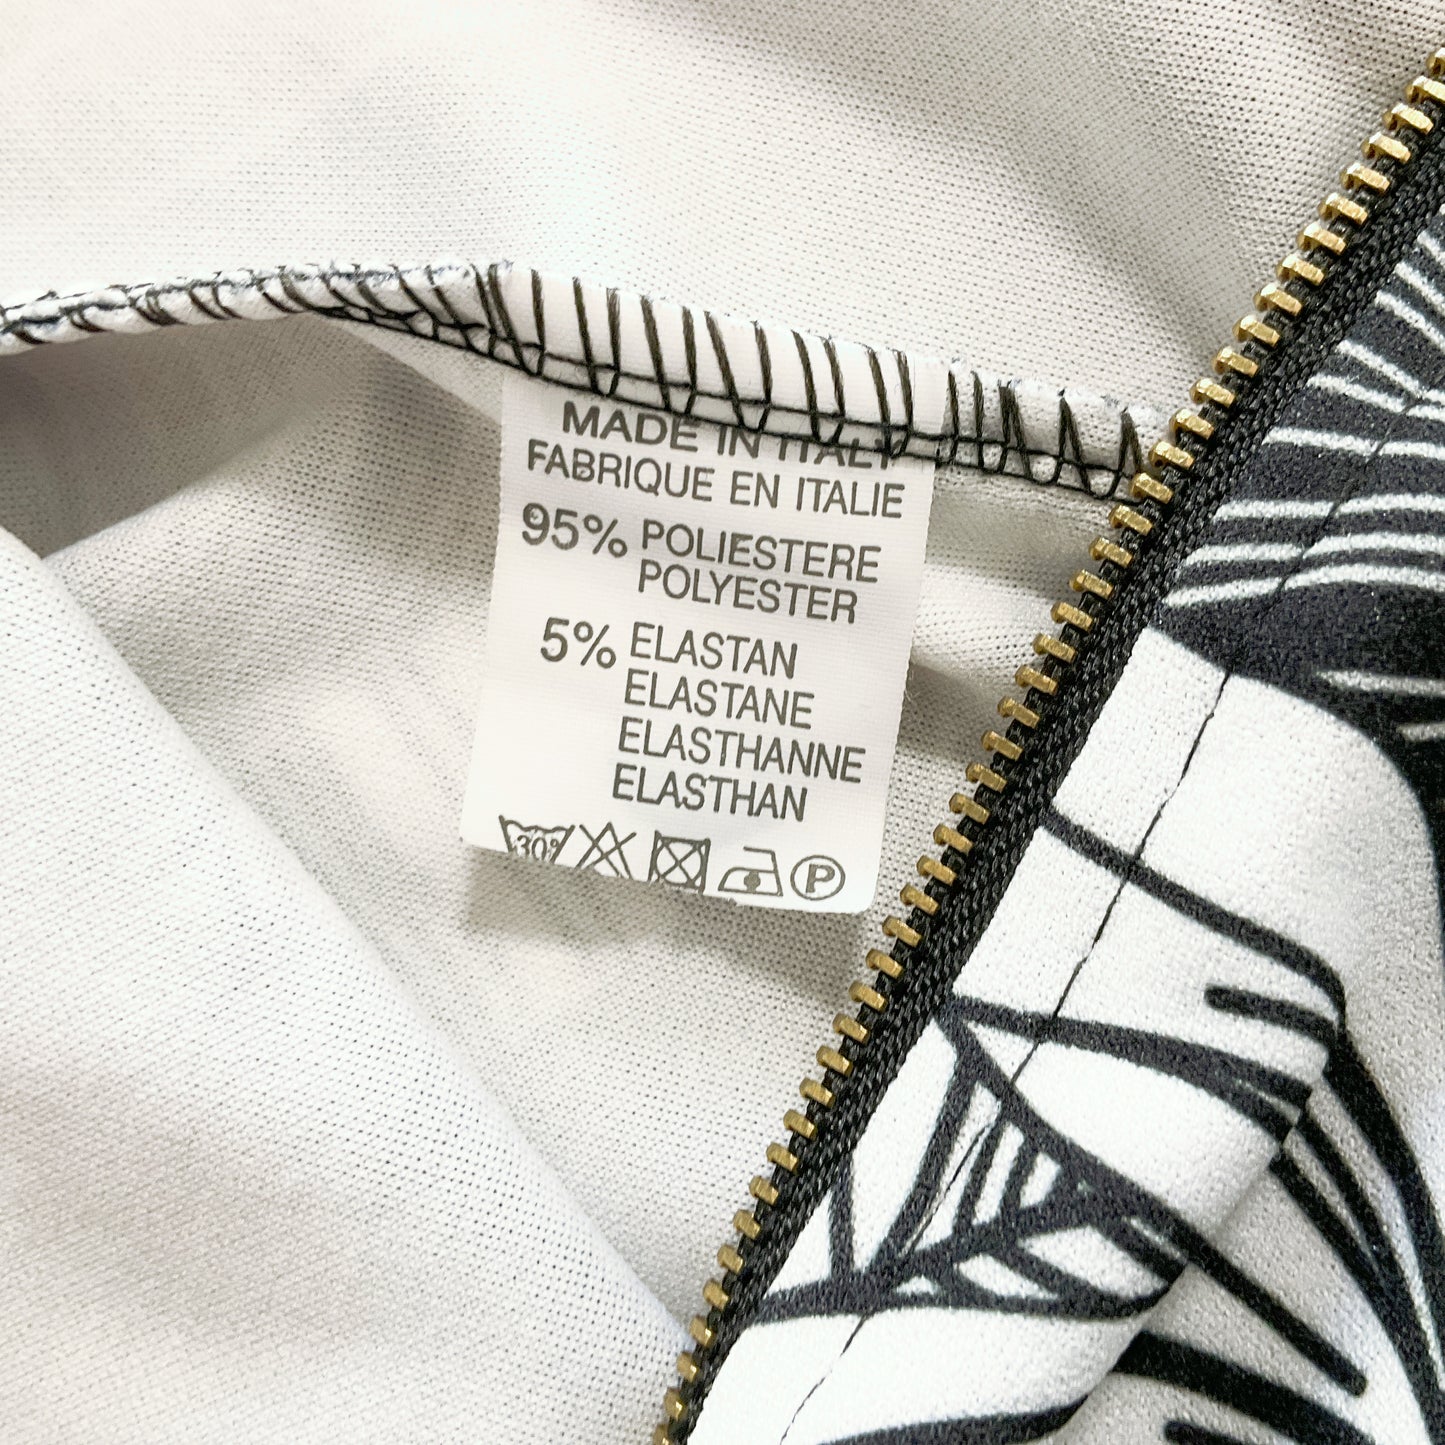 MADE IN ITALY
FABRIQUE EN ITALIE
95% POLIESTERE
POLYESTER
5% ELASTAN
ELASTANE
ELASTHANNE
ELASTHAN
30° P